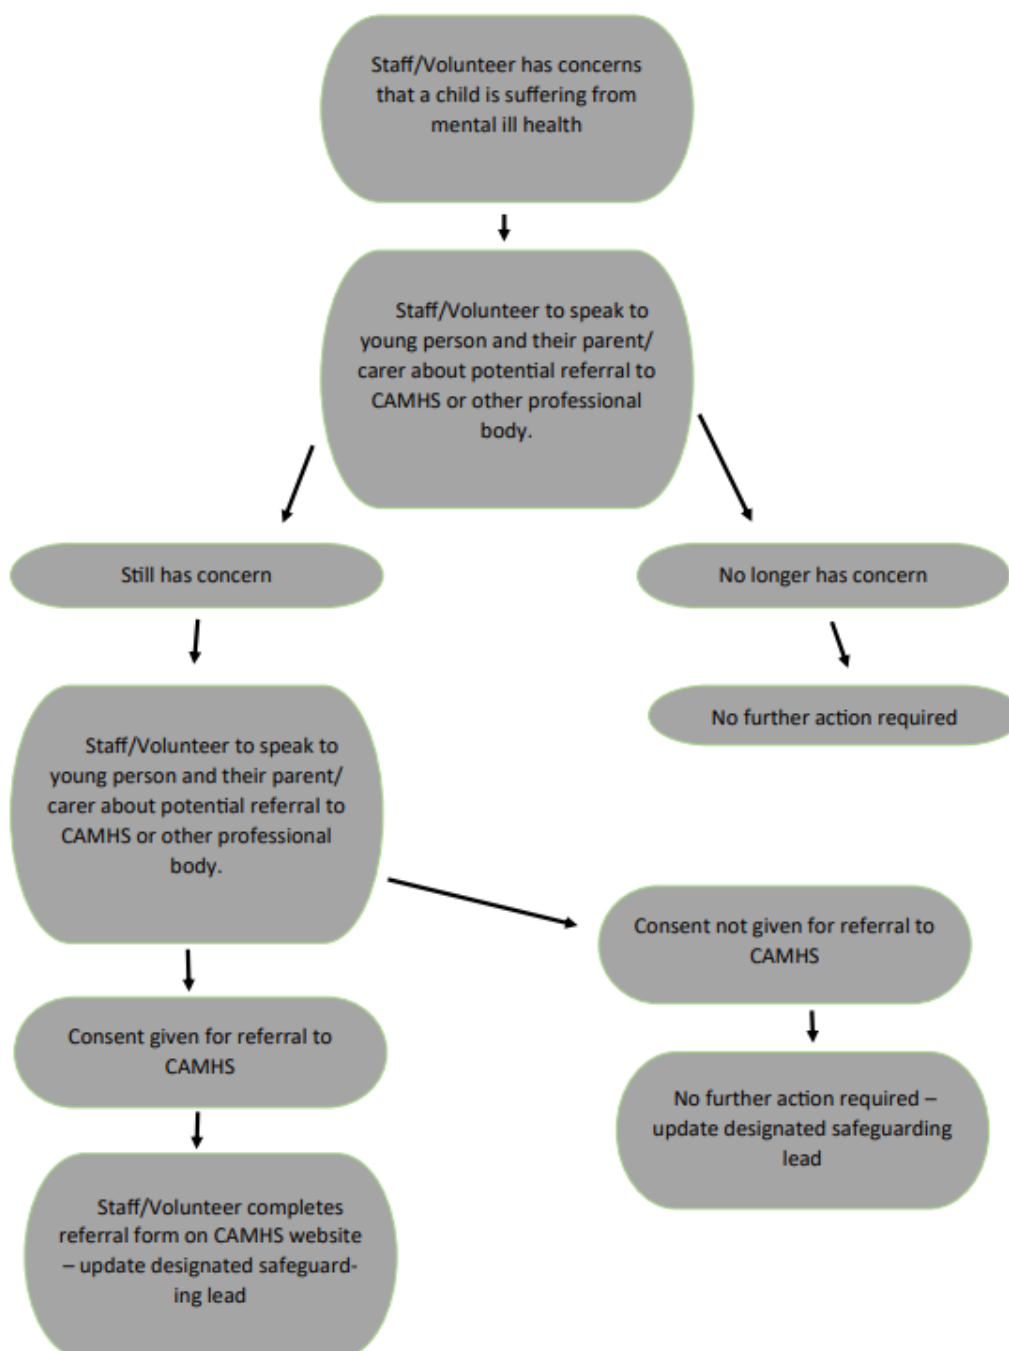 Staff/Volunteer has concerns
that a child is suffering from
mental ill health
Staff/Volunteer to speak to
young person and their parent/
carer about potential referral to
CAMHS or other professional
body.
Still has concern
No longer has concern
No further action required
Staff/Volunteer to speak to
young person and their parent/
carer about potential referral to
CAMHS or other professional
body.
Consent not given for referral to
CAMHS
Consent given for referral to
CAMHS
No further action required –
update designated safeguarding
lead
Staff/Volunteer completes
referral form on CAMHS website
– update designated safeguard-
ing lead